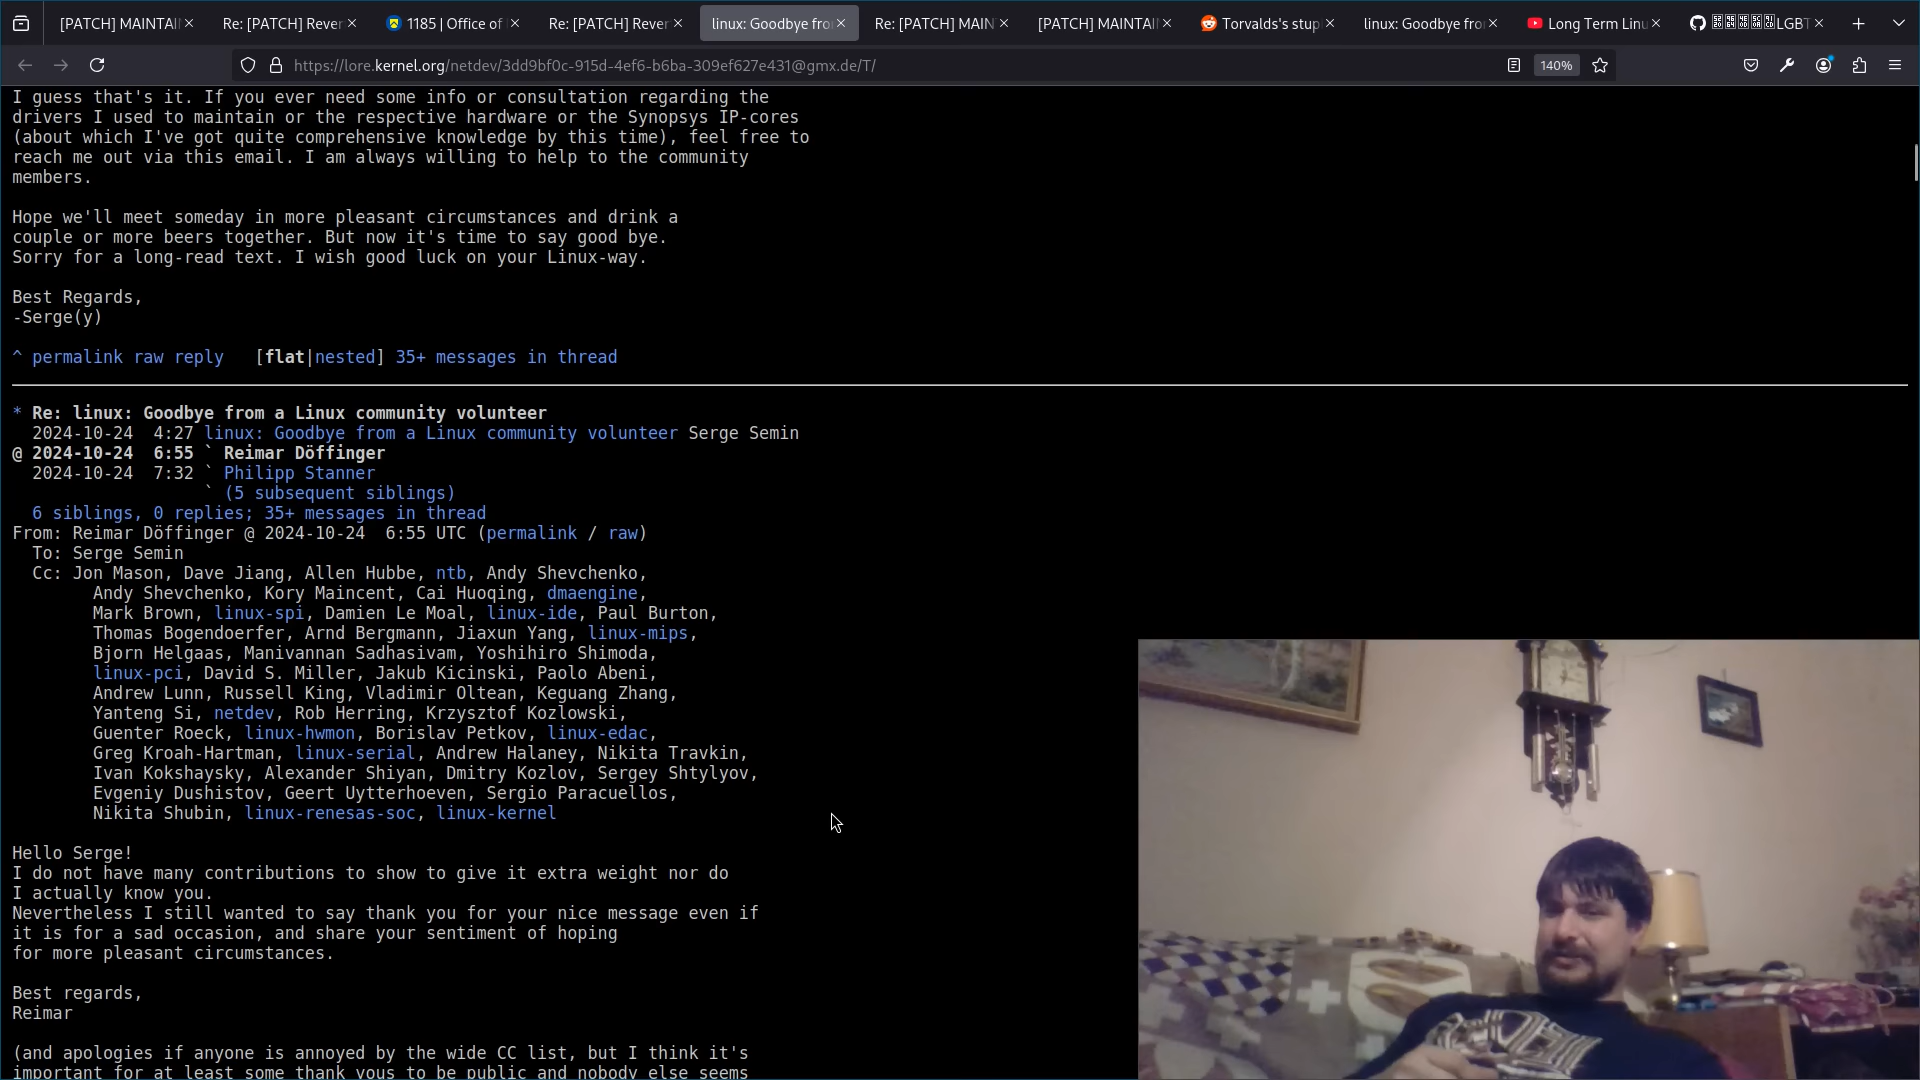 [PATCH] MAINTAI
Re: [PATCH] Rever
1185 | Office of
Re: [PATCH] Rever
linux: Goodbye fro
Re: [PATCH] MAIN
[PATCH] MAINTAI
Torvalds's stup
linux: Goodbye fro
Long Term Linu
LGBT
https://lore.kernel.org/netdev/3dd9bf0c-915d-4ef6-b6ba-309ef627e431@gmx.de/T/
140%
I guess that's it. If you ever need some info or consultation regarding the
drivers I used to maintain or the respective hardware or the Synopsys IP-cores
(about which I've got quite comprehensive knowledge by this time), feel free to
reach me out via this email. I am always willing to help to the community
members.
Hope we'll meet someday in more pleasant circumstances and drink a
couple or more beers together. But now it's time to say good bye.
Sorry for a long-read text. I wish good luck on your Linux-way.
Best Regards,
-Serge(y)
^ permalink raw reply [flat|nested] 35+ messages in thread
* Re: linux: Goodbye from a Linux community volunteer
2024-10-24 4:27 linux: Goodbye from a Linux community volunteer Serge Semin
@ 2024-10-24 6:55 ` Reimar Döffinger
2024-10-24 7:32 ` Philipp Stanner
` (5 subsequent siblings)
6 siblings, 0 replies; 35+ messages in thread
From: Reimar Döffinger @ 2024-10-24 6:55 UTC (permalink / raw)
To: Serge Semin
Cc: Jon Mason, Dave Jiang, Allen Hubbe, ntb, Andy Shevchenko,
Andy Shevchenko, Kory Maincent, Cai Huoqing, dmaengine,
Mark Brown, linux-spi, Damien Le Moal, linux-ide, Paul Burton,
Thomas Bogendoerfer, Arnd Bergmann, Jiaxun Yang, linux-mips,
Bjorn Helgaas, Manivannan Sadhasivam, Yoshihiro Shimoda,
linux-pci, David S. Miller, Jakub Kicinski, Paolo Abeni,
Andrew Lunn, Russell King, Vladimir Oltean, Keguang Zhang,
Yanteng Si, netdev, Rob Herring, Krzysztof Kozlowski,
Guenter Roeck, linux-hwmon, Borislav Petkov, linux-edac,
Greg Kroah-Hartman, linux-serial, Andrew Halaney, Nikita Travkin,
Ivan Kokshaysky, Alexander Shiyan, Dmitry Kozlov, Sergey Shtylyov,
Evgeniy Dushistov, Geert Uytterhoeven, Sergio Paracuellos,
Nikita Shubin, linux-renesas-soc, linux-kernel
Hello Serge!
I do not have many contributions to show to give it extra weight nor do
I actually know you.
Nevertheless I still wanted to say thank you for your nice message even if
it is for a sad occasion, and share your sentiment of hoping
for more pleasant circumstances.
Best regards,
Reimar
(and apologies if anyone is annoyed by the wide CC list, but I think it's
important for at least some thank yous to be public and nobody else seems